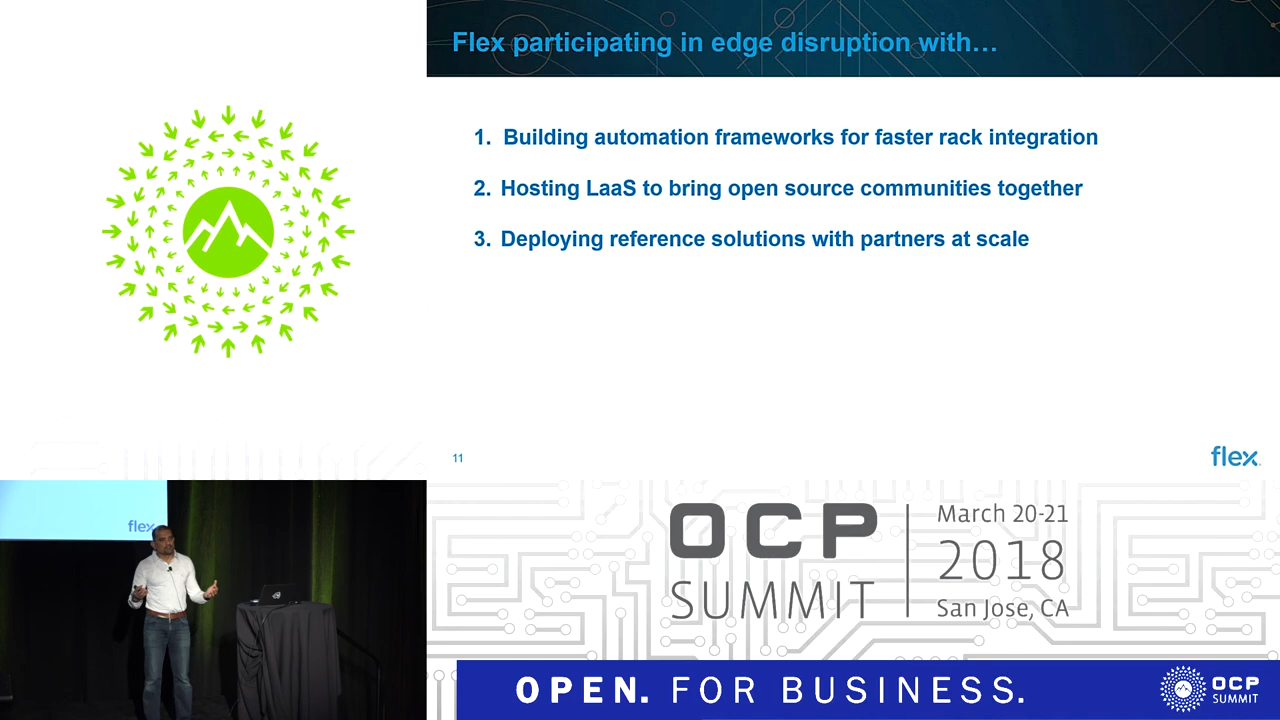 Flex participating in edge disruption with…
1. Building automation frameworks for faster rack integration
2. Hosting LaaS to bring open source communities together
3. Deploying reference solutions with partners at scale
11
flex
flex
OCP
SUMMIT
March 20-21
2018
San Jose, CA
OPEN. FOR BUSINESS.
OCP
SUMMIT